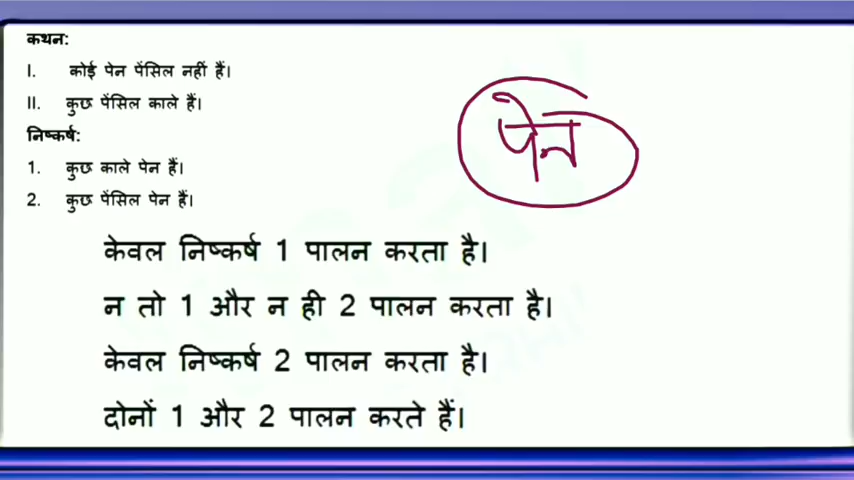 कथन:
I. कोई पेन पेंसिल नहीं हैं।
II. कुछ पेंसिल काले हैं।
निष्कर्ष:
1. कुछ काले पेन हैं।
2. कुछ पेंसिल पेन हैं।
पेन
केवल निष्कर्ष 1 पालन करता है।
न तो 1 और न ही 2 पालन करता है।
केवल निष्कर्ष 2 पालन करता है।
दोनों 1 और 2 पालन करते हैं।